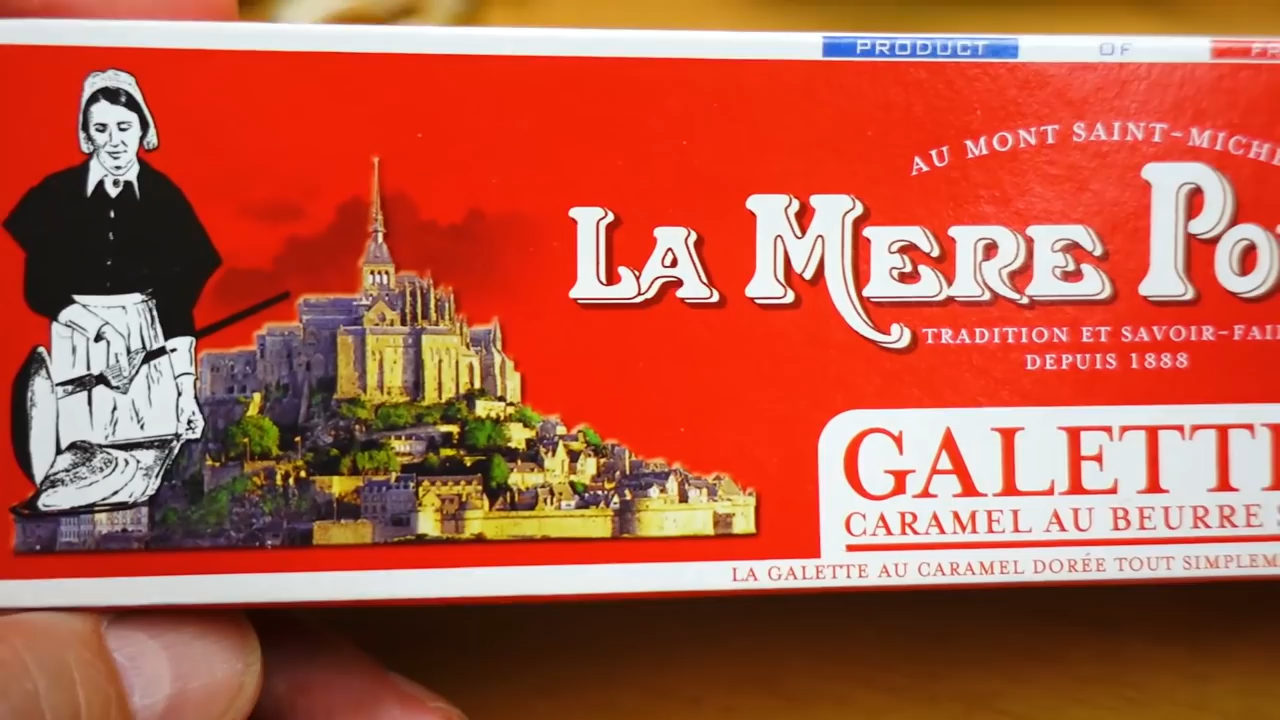 PRODUCT OF FR
AU MONT SAINT-MICHE
LA MERE PO
TRADITION ET SAVOIR-FAI
DEPUIS 1888
GALETT
CARAMEL AU BEURRE
LA GALETTE AU CARAMEL DORÉE TOUT SIMPLEM